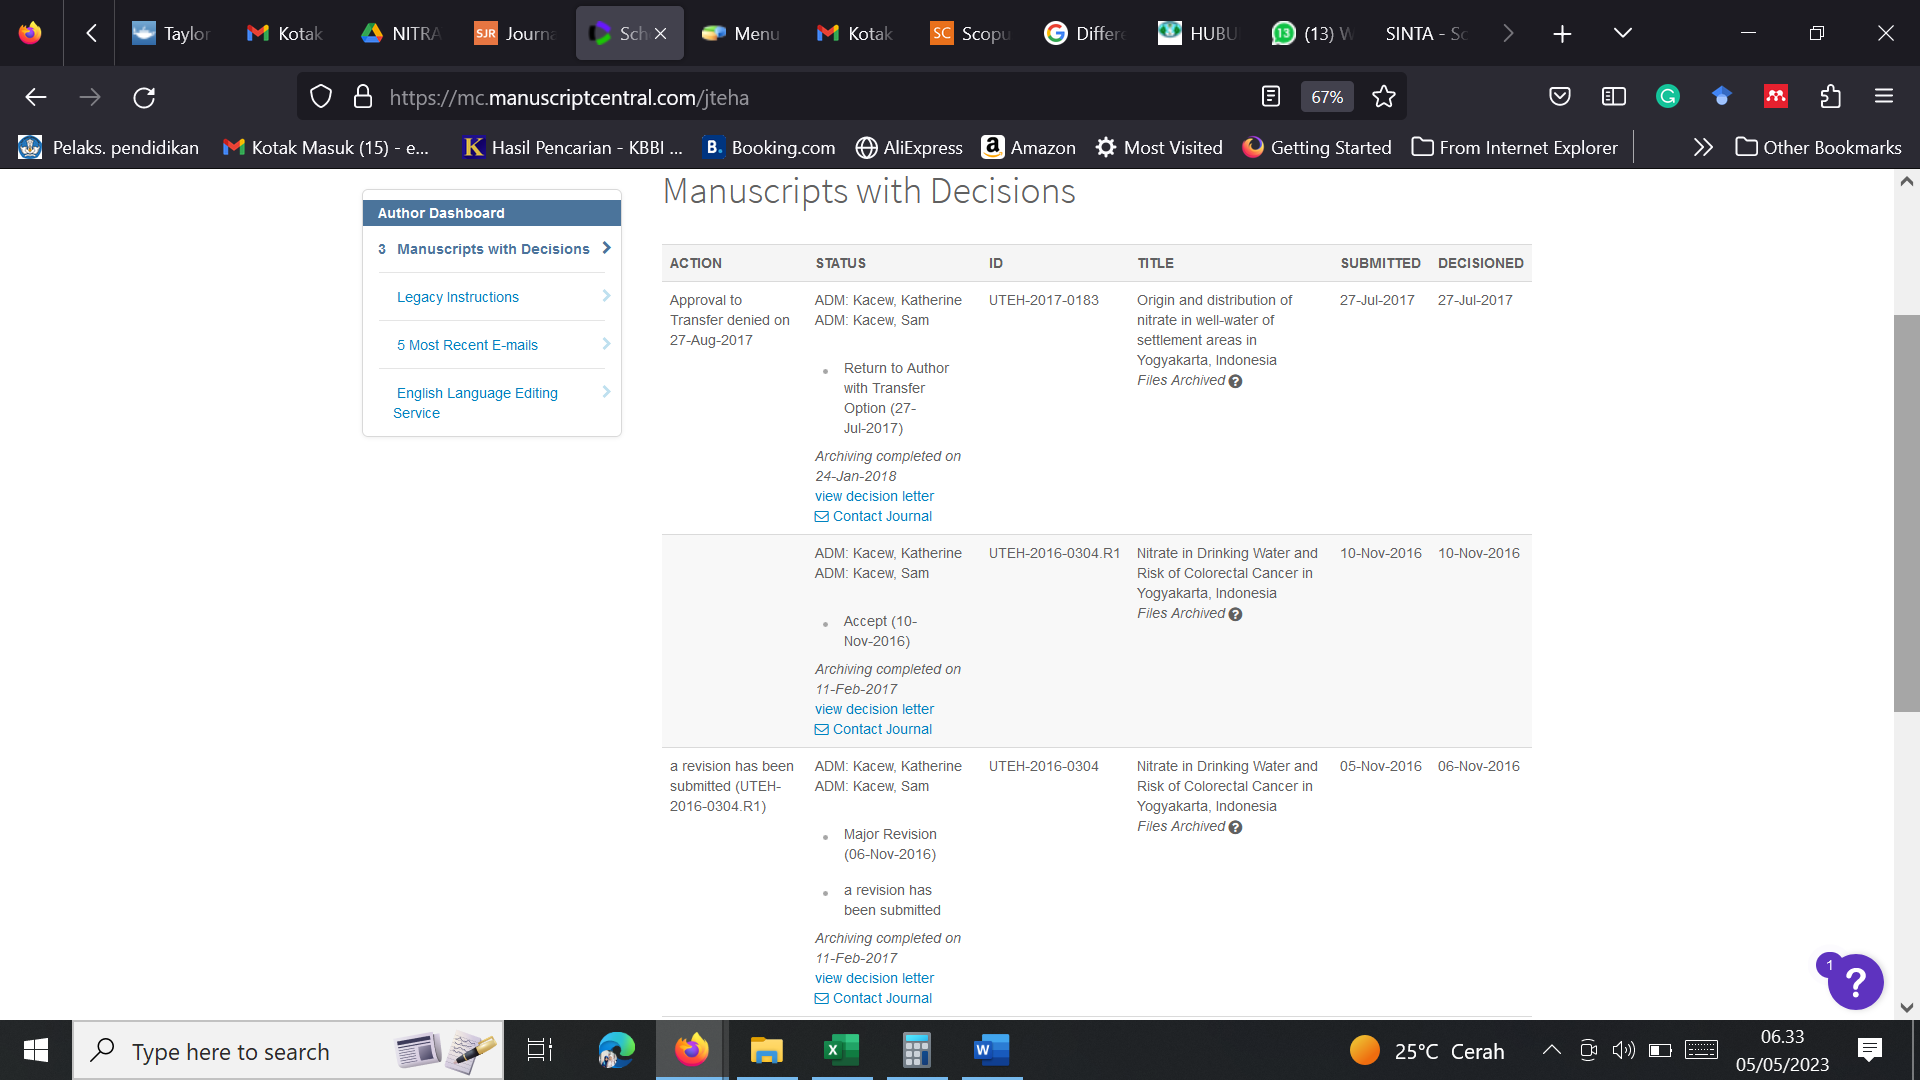 Taylor
Kotak
NITRA
SJR Journa
Sch
Menu
Kotak
SC Scopu
Differe
HUBU
(13) W
SINTA - Sc
https://mc.manuscriptcentral.com/jteha
67%
Pelaks. pendidikan
Kotak Masuk (15) - e...
K Hasil Pencarian - KBBI ...
B. Booking.com
AliExpress
a Amazon
Most Visited
Getting Started
From Internet Explorer
Other Bookmarks
Manuscripts with Decisions
Author Dashboard
3 Manuscripts with Decisions
Legacy Instructions
5 Most Recent E-mails
English Language Editing
Service
ACTION STATUS ID TITLE SUBMITTED DECISIONED
Approval to
Transfer denied on
27-Aug-2017
ADM: Kacew, Katherine
ADM: Kacew, Sam
Return to Author
with Transfer
Option (27-
Jul-2017)
Archiving completed on
24-Jan-2018
view decision letter
Contact Journal
UTEH-2017-0183
Origin and distribution of
nitrate in well-water of
settlement areas in
Yogyakarta, Indonesia
Files Archived ?
27-Jul-2017
27-Jul-2017
ADM: Kacew, Katherine
ADM: Kacew, Sam
Accept (10-
Nov-2016)
Archiving completed on
11-Feb-2017
view decision letter
Contact Journal
UTEH-2016-0304.R1
Nitrate in Drinking Water and
Risk of Colorectal Cancer in
Yogyakarta, Indonesia
Files Archived ?
10-Nov-2016
10-Nov-2016
a revision has been
submitted (UTEH-
2016-0304.R1)
ADM: Kacew, Katherine
ADM: Kacew, Sam
Major Revision
(06-Nov-2016)
a revision has
been submitted
Archiving completed on
11-Feb-2017
view decision letter
Contact Journal
UTEH-2016-0304
Nitrate in Drinking Water and
Risk of Colorectal Cancer in
Yogyakarta, Indonesia
Files Archived ?
05-Nov-2016
06-Nov-2016
1
?
Type here to search
25°C Cerah
06.33
05/05/2023